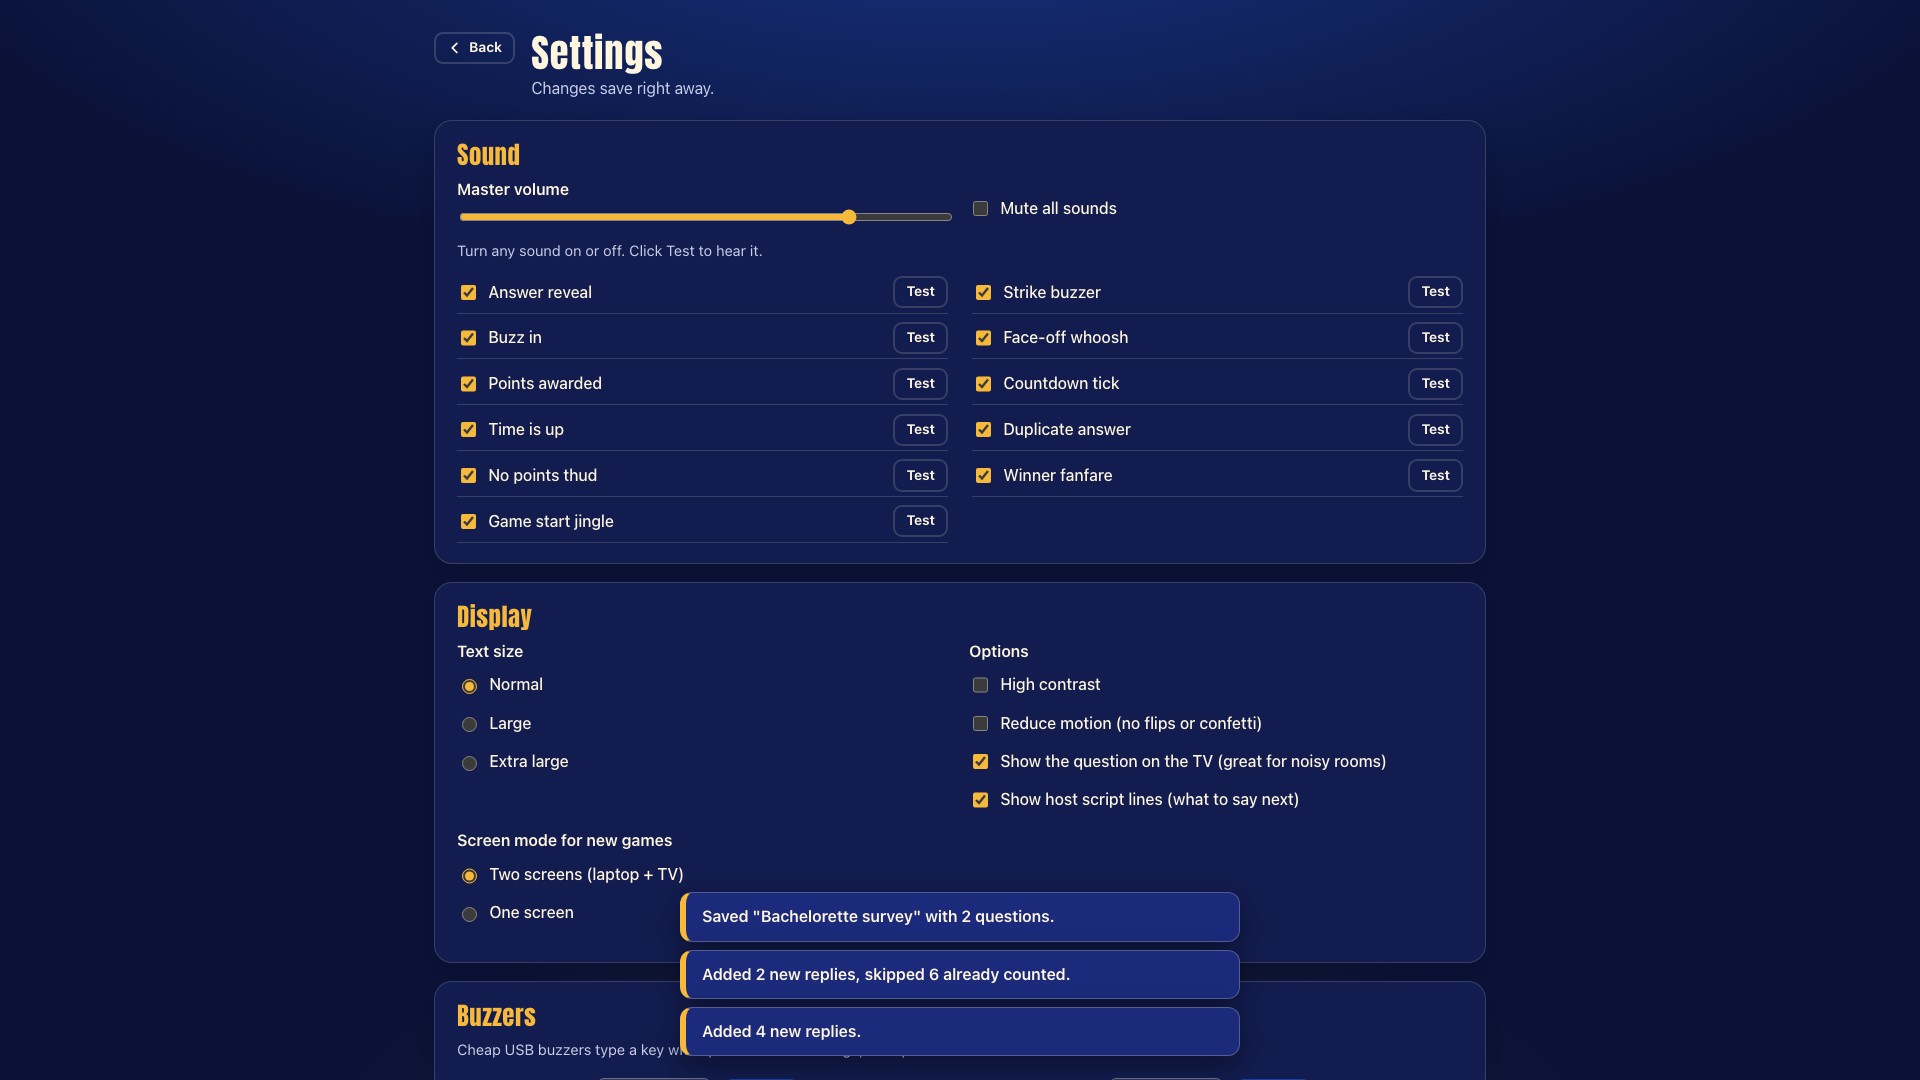 Back
Settings
Changes save right away.
Sound
Master volume
Mute all sounds
Turn any sound on or off. Click Test to hear it.
Answer reveal
Test
Strike buzzer
Test
Buzz in
Test
Face-off whoosh
Test
Points awarded
Test
Countdown tick
Test
Time is up
Test
Duplicate answer
Test
No points thud
Test
Winner fanfare
Test
Game start jingle
Test
Display
Text size
Normal
Large
Extra large
Options
High contrast
Reduce motion (no flips or confetti)
Show the question on the TV (great for noisy rooms)
Show host script lines (what to say next)
Screen mode for new games
Two screens (laptop + TV)
One screen
Saved "Bachelorette survey" with 2 questions.
Added 2 new replies, skipped 6 already counted.
Added 4 new replies.
Buzzers
Cheap USB buzzers type a key